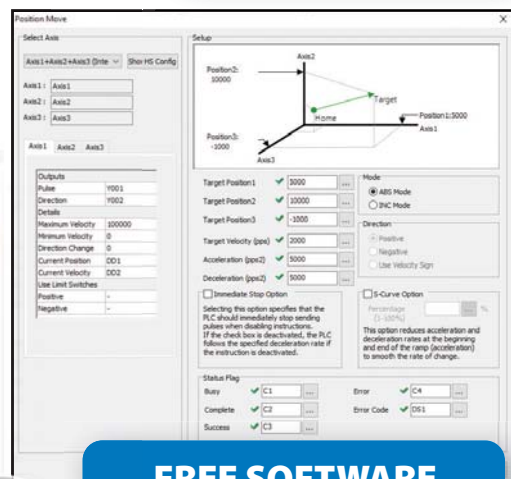 Position Move
X
Select Axis
Axis1+Axis2+Axis3 (Inte
Shor HS Config
Axis1: Axis1
Axis2: Axis2
Axis3: Axis3
Axis1 Axis2 Axis3
Outputs
Pulse Y001
Direction Y002
Details
Maximum Velocity 100000
Minimum Velocity 0
Direction Change 0
Current Position DD1
Current Velocity DD2
Use Limit Switches
Positive -
Negative -
Setup
Position2:
10000
Axis2
Target
Home
Position1:5000
Axis1
Position3:
-1000
Axis3
Target Position1 5000 ...
Target Position2 10000 ...
Target Position3 -1000 ...
Target Velocity (pps) 2000 ...
Acceleration (pps2) 5000 ...
Deceleration (pps2) 5000 ...
Mode
ABS Mode
INC Mode
Direction
Positive
Negative
Use Velocity Sign
Immediate Stop Option
Selecting this option specifies that the
PLC should immediately stop sending
pulses when disabling instructions.
If the check box is deactivated, the PLC
follows the specified deceleration rate if
the instruction is deactivated.
S-Curve Option
Percentage ... %
(1-100%)
This option reduces acceleration and
deceleration rates at the beginning
and end of the ramp (acceleration)
to smooth the rate of change.
Status Flag
Busy C1 ...
Complete C2 ...
Success C3 ...
Error C4 ...
Error Code DS1 ...
FREE SOFTWARE